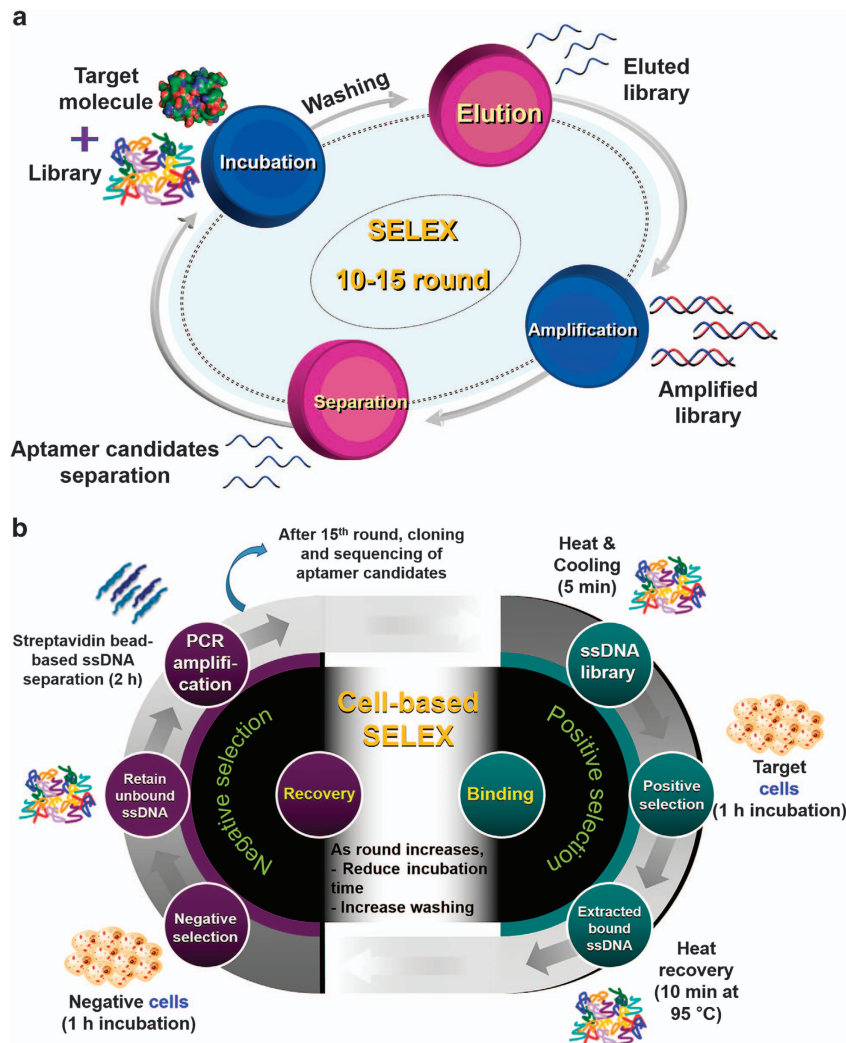 a
Target
molecule
+
Library
Incubation
Washing
Elution
Eluted
library
SELEX
10-15 round
Amplification
Amplified
library
Separation
Aptamer candidates
separation
b
After 15th round, cloning
and sequencing of
aptamer candidates
Heat &
Cooling
(5 min)
Streptavidin bead-
based ssDNA
separation (2 h)
PCR
amplifi-
cation
ssDNA
library
Cell-based
SELEX
Negative selection
Positive selection
Retain
unbound
ssDNA
Recovery
Binding
Positive
selection
Target
cells
(1 h incubation)
As round increases,
- Reduce incubation
time
- Increase washing
Negative
selection
Extracted
bound
ssDNA
Negative cells
(1 h incubation)
Heat
recovery
(10 min at
95 °C)